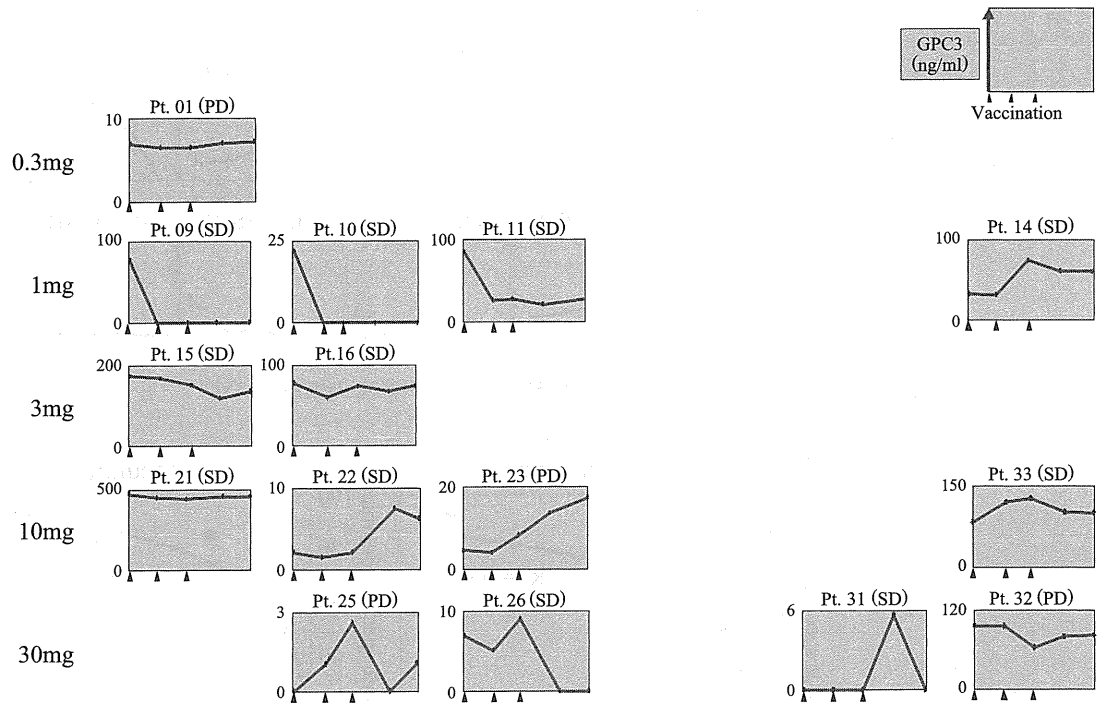 GPC3
(ng/ml)
Vaccination
Pt. 01 (PD)
10
0.3mg
0
Pt. 09 (SD)
Pt. 10 (SD)
Pt. 11 (SD)
Pt. 14 (SD)
100
25
100
100
1mg
0
0
0
0
Pt. 15 (SD)
Pt.16 (SD)
200
100
3mg
0
0
Pt. 21 (SD)
Pt. 22 (SD)
Pt. 23 (PD)
Pt. 33 (SD)
500
10
20
150
10mg
0
0
0
0
Pt. 25 (PD)
Pt. 26 (SD)
Pt. 31 (SD)
Pt. 32 (PD)
3
10
6
120
30mg
0
0
0
0